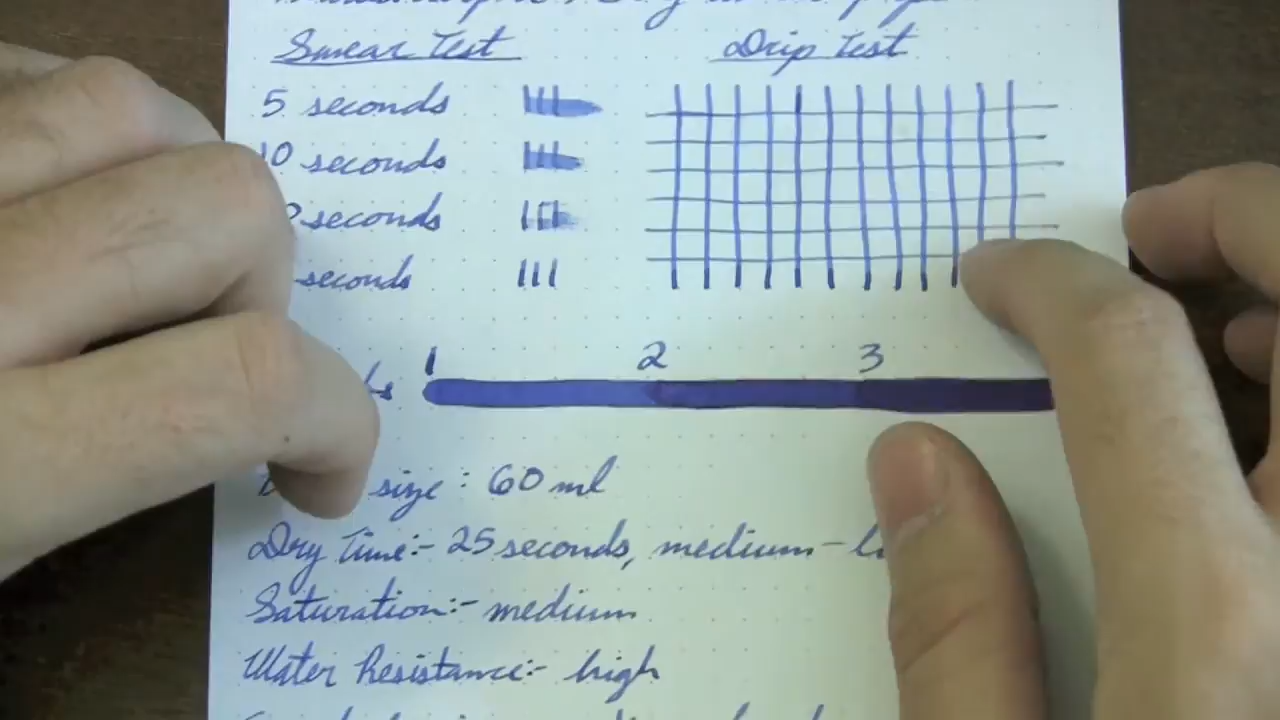 Smear Test Drip Test
5 seconds
10 seconds
seconds
seconds
1 2 3
size: 60 ml
Dry Time:- 25 seconds, medium-
Saturation:- medium
Water Resistance:- high